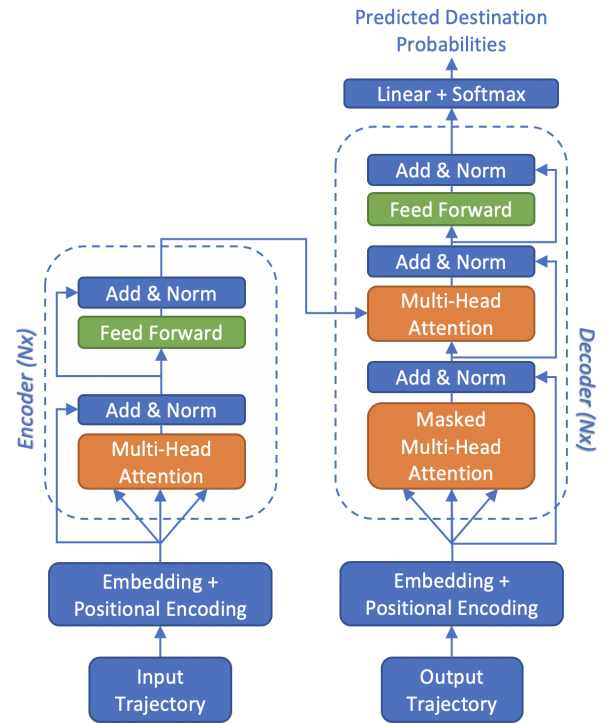 Predicted Destination
Probabilities
Linear + Softmax
Add & Norm
Feed Forward
Add & Norm
Multi-Head
Attention
Add & Norm
Masked
Multi-Head
Attention
Decoder (Nx)
Embedding +
Positional Encoding
Output
Trajectory
Encoder (Nx)
Add & Norm
Feed Forward
Add & Norm
Multi-Head
Attention
Embedding +
Positional Encoding
Input
Trajectory